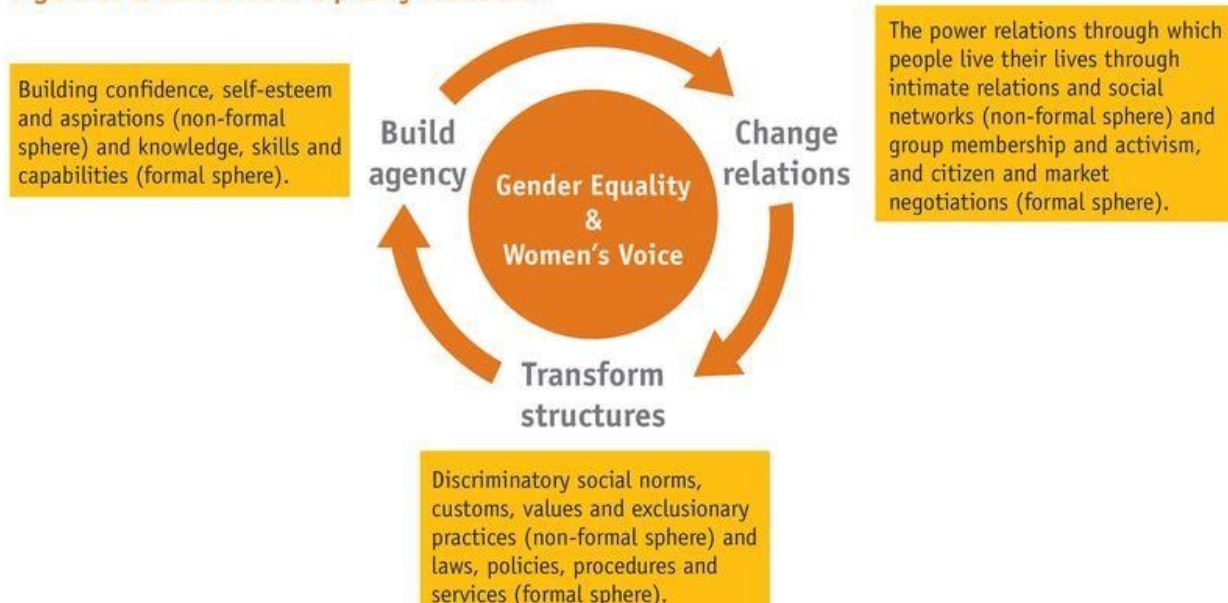 Building confidence, self-esteem
and aspirations (non-formal
sphere) and knowledge, skills and
capabilities (formal sphere).
Build
agency
Gender Equality
&
Women's Voice
Change
relations
The power relations through which
people live their lives through
intimate relations and social
networks (non-formal sphere) and
group membership and activism,
and citizen and market
negotiations (formal sphere).
Transform
structures
Discriminatory social norms,
customs, values and exclusionary
practices (non-formal sphere) and
laws, policies, procedures and
services (formal sphere).